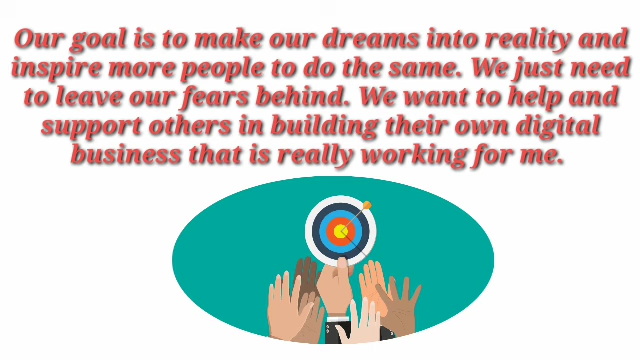 Our goal is to make our dreams into reality and
inspire more people to do the same. We just need
to leave our fears behind. We want to help and
support others in building their own digital
business that is really working for me.